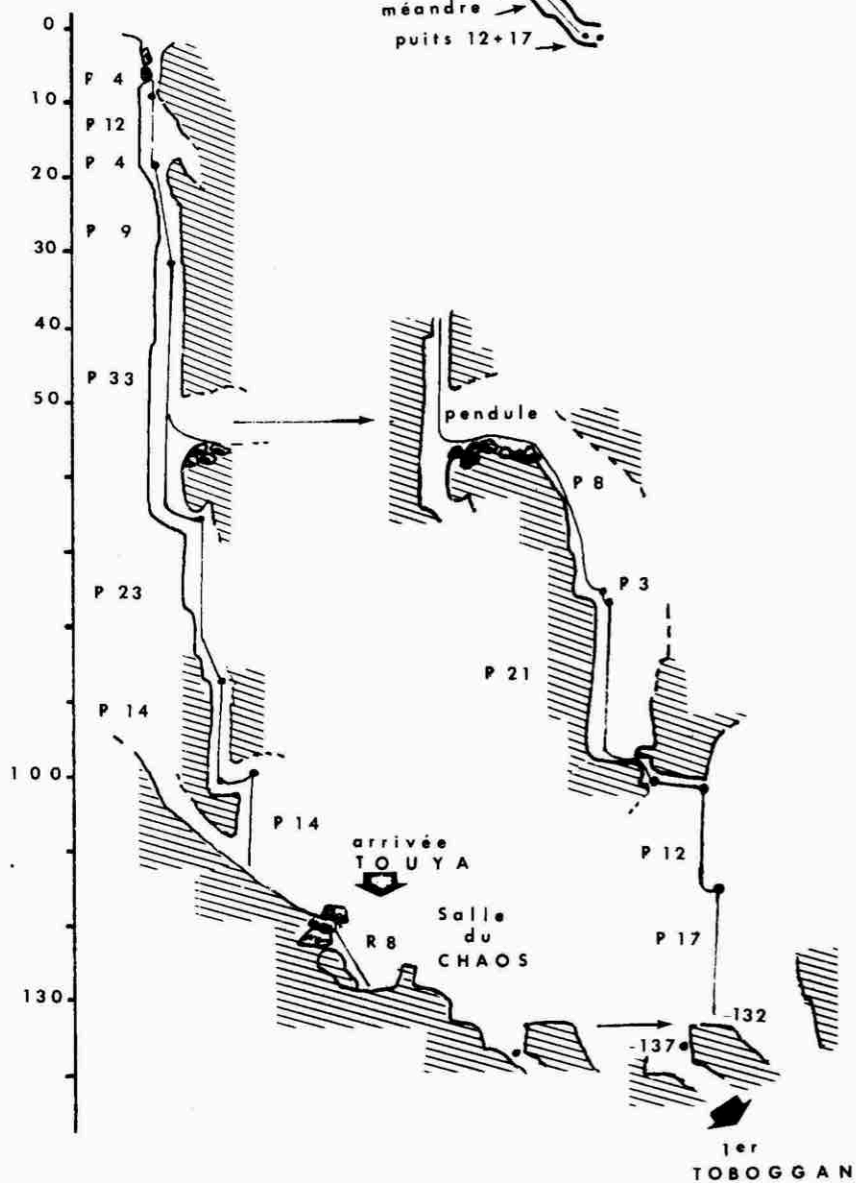 méandre
puits 12+17
0
P 4
10
P 12
P 4
20
P 9
30
40
P 33
50
pendule
P 8
P 3
P 23
P 21
P 14
100
P 14
P 12
arrivée
TOUYA
Salle
du
CHAOS
R 8
P 17
130
-132
-137
1er
TOBOGGAN